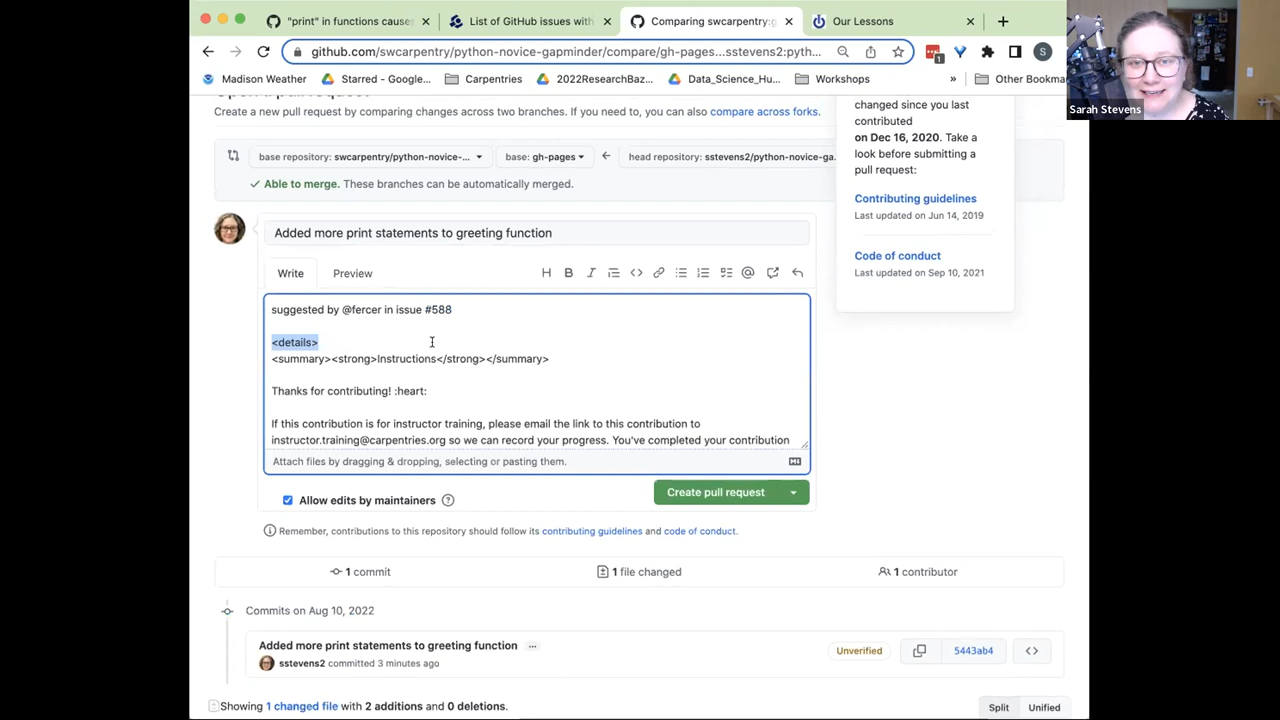 "print" in functions cause
List of GitHub issues with
Comparing swcarpentry:g
Our Lessons
github.com/swcarpentry/python-novice-gapminder/compare/gh-pages...sstevens2:pyth...
S
1
Madison Weather
Starred - Google...
Carpentries
2022ResearchBaz...
Data_Science_Hu...
Workshops
»
Other Bookma
Sarah Stevens
Create a new pull request by comparing changes across two branches. If you need to, you can also compare across forks.
base repository: swcarpentry/python-novice-...
base: gh-pages
head repository: sstevens2/python-novice-ga.
Able to merge. These branches can be automatically merged.
changed since you last
contributed
on Dec 16, 2020. Take
a look before submitting a
pull request:
Contributing guidelines
Last updated on Jun 14, 2019
Code of conduct
Last updated on Sep 10, 2021
Added more print statements to greeting function
Write
Preview
suggested by @fercer in issue #588
<details>
<summary><strong>Instructions</strong></summary>
Thanks for contributing! :heart:
If this contribution is for instructor training, please email the link to this contribution to
instructor.training@carpentries.org so we can record your progress. You've completed your contribution
Attach files by dragging & dropping, selecting or pasting them.
Allow edits by maintainers
Create pull request
Remember, contributions to this repository should follow its contributing guidelines and code of conduct.
1 commit
1 file changed
1 contributor
Commits on Aug 10, 2022
Added more print statements to greeting function
...
sstevens2 committed 3 minutes ago
Unverified
5443ab4
Showing 1 changed file with 2 additions and 0 deletions.
Split
Unified